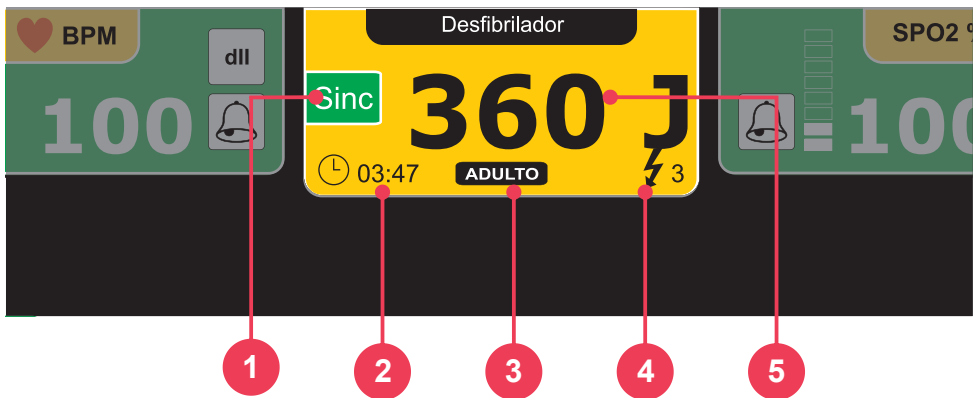 Desfibrilador
BPM
SPO2 %
dII
Sinc
100
360 J
100
03:47
ADULTO
3
1
2
3
4
5